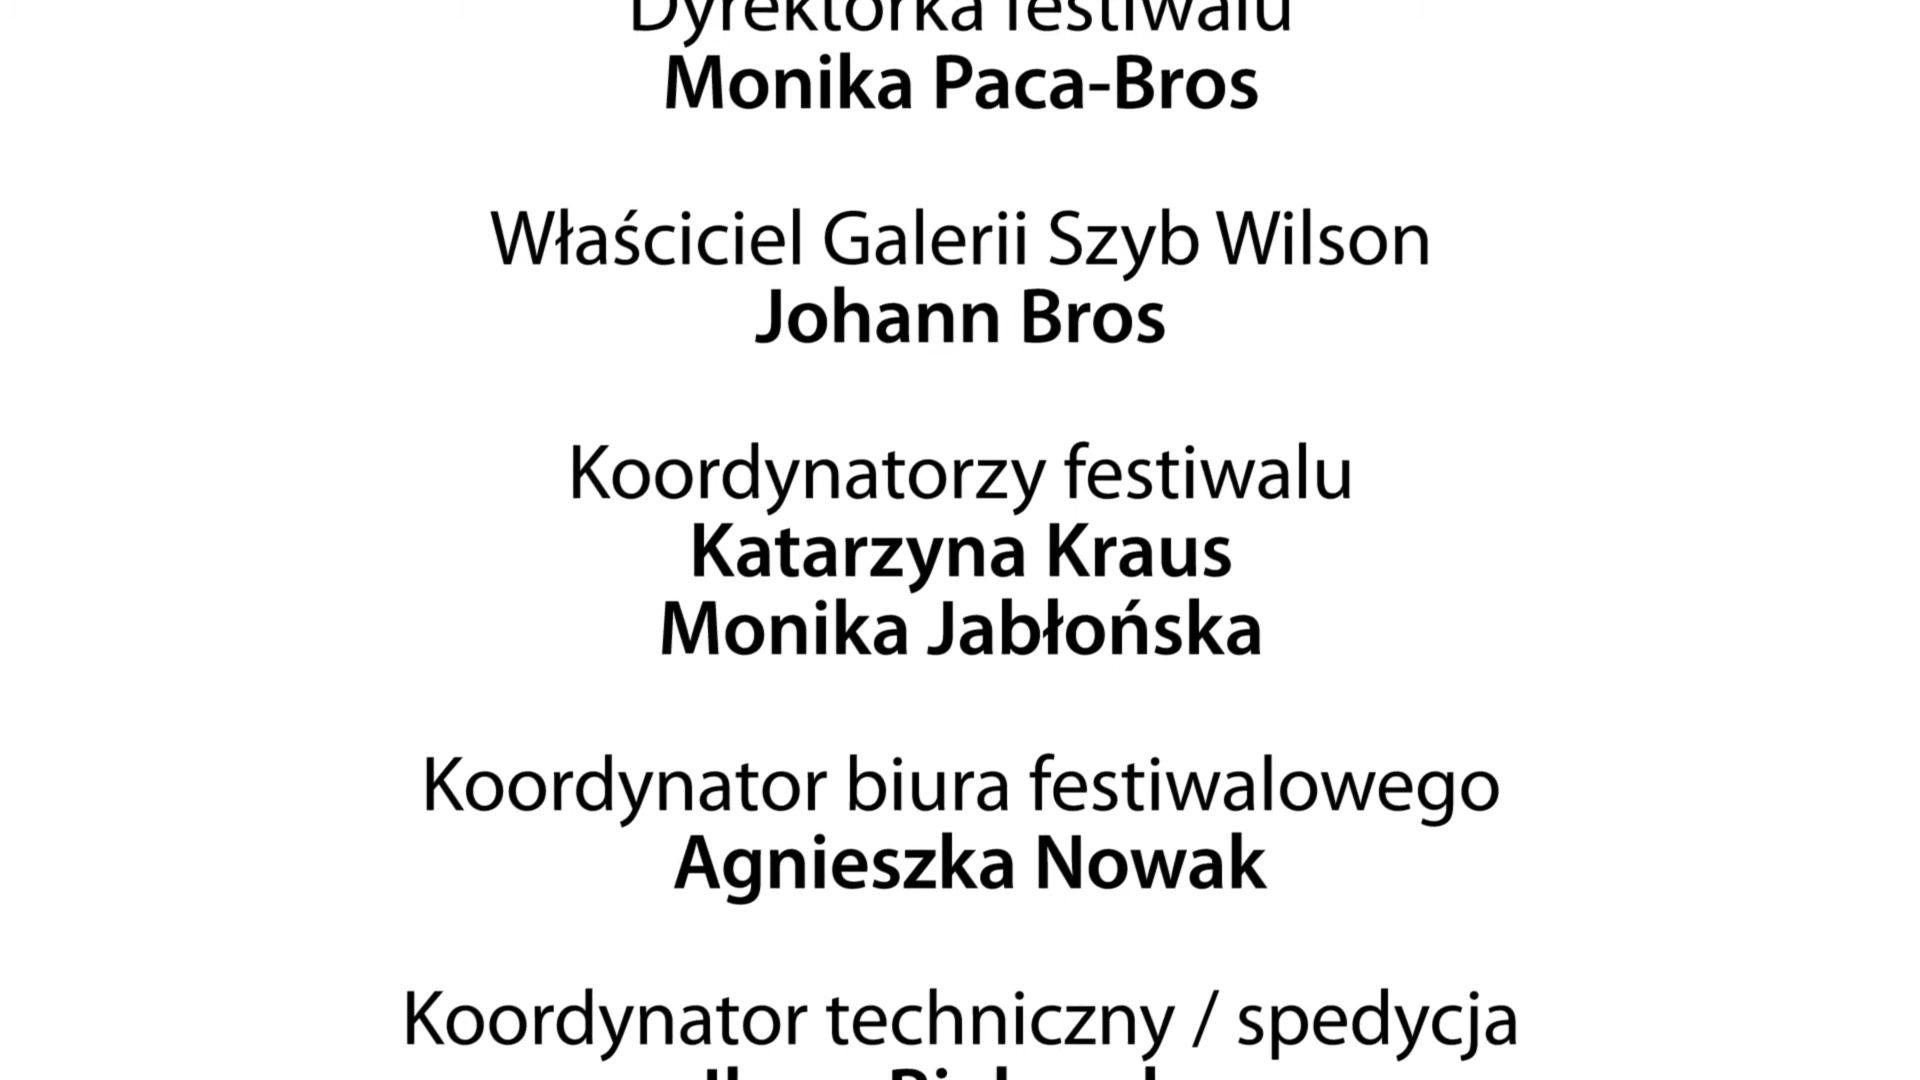 Dyrektorka festiwalu
Monika Paca-Bros
Właściciel Galerii Szyb Wilson
Johann Bros
Koordynatorzy festiwalu
Katarzyna Kraus
Monika Jabłońska
Koordynator biura festiwalowego
Agnieszka Nowak
Koordynator techniczny / spedycja